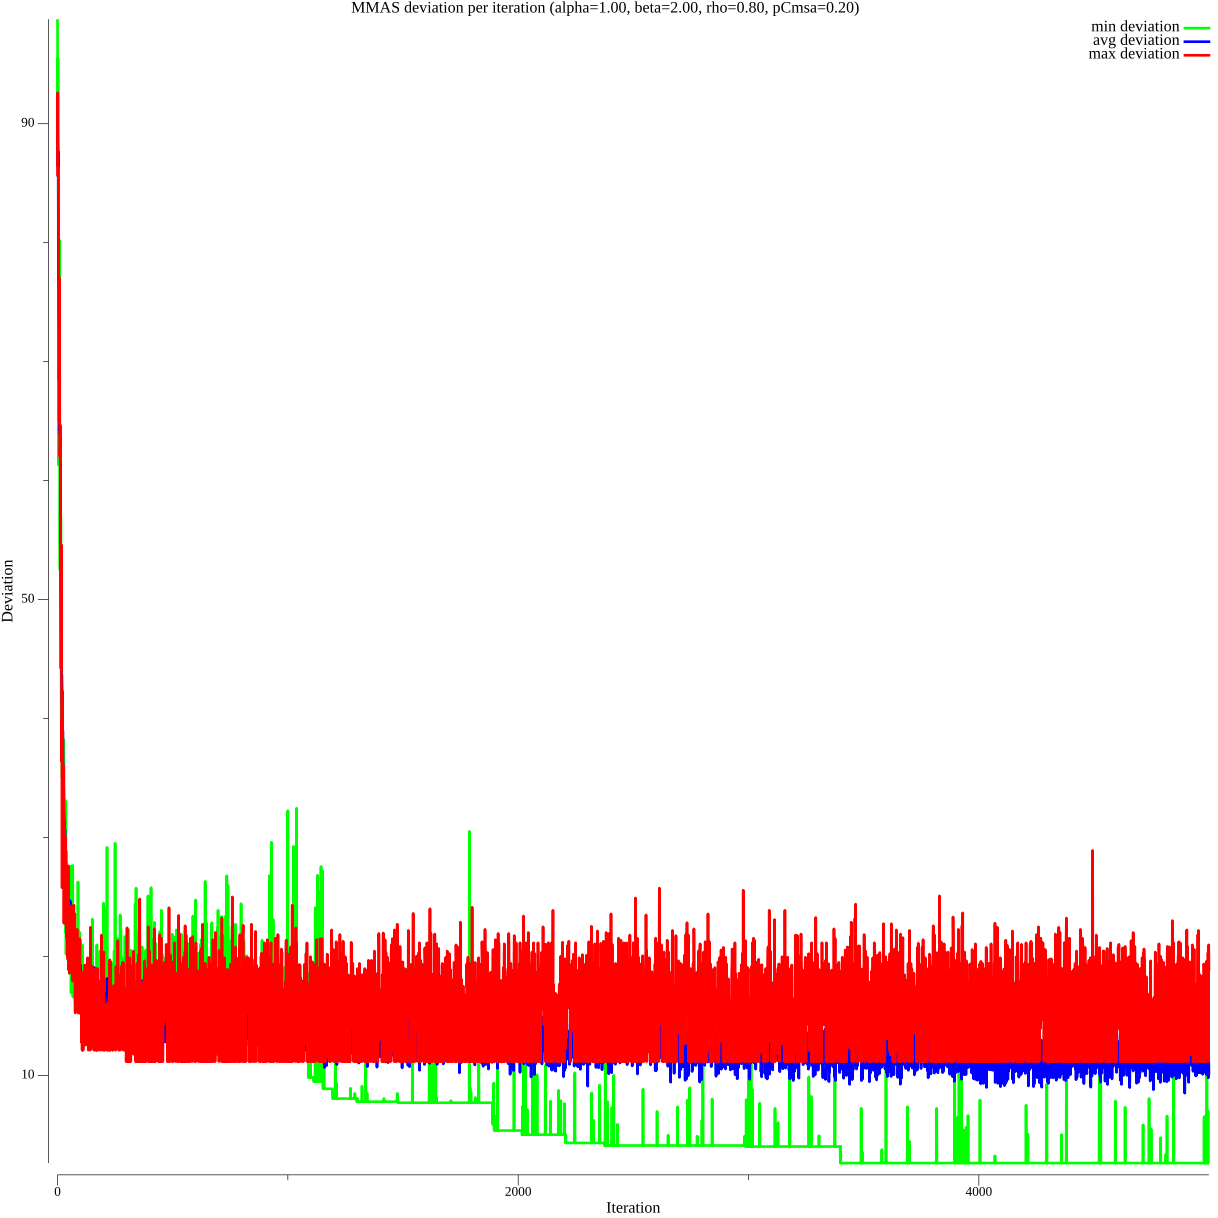 MMAS deviation per iteration (alpha=1.00, beta=2.00, rho=0.80, pCmsa=0.20)
min deviation
avg deviation
max deviation
90
50
10
Deviation
0
2000
4000
Iteration